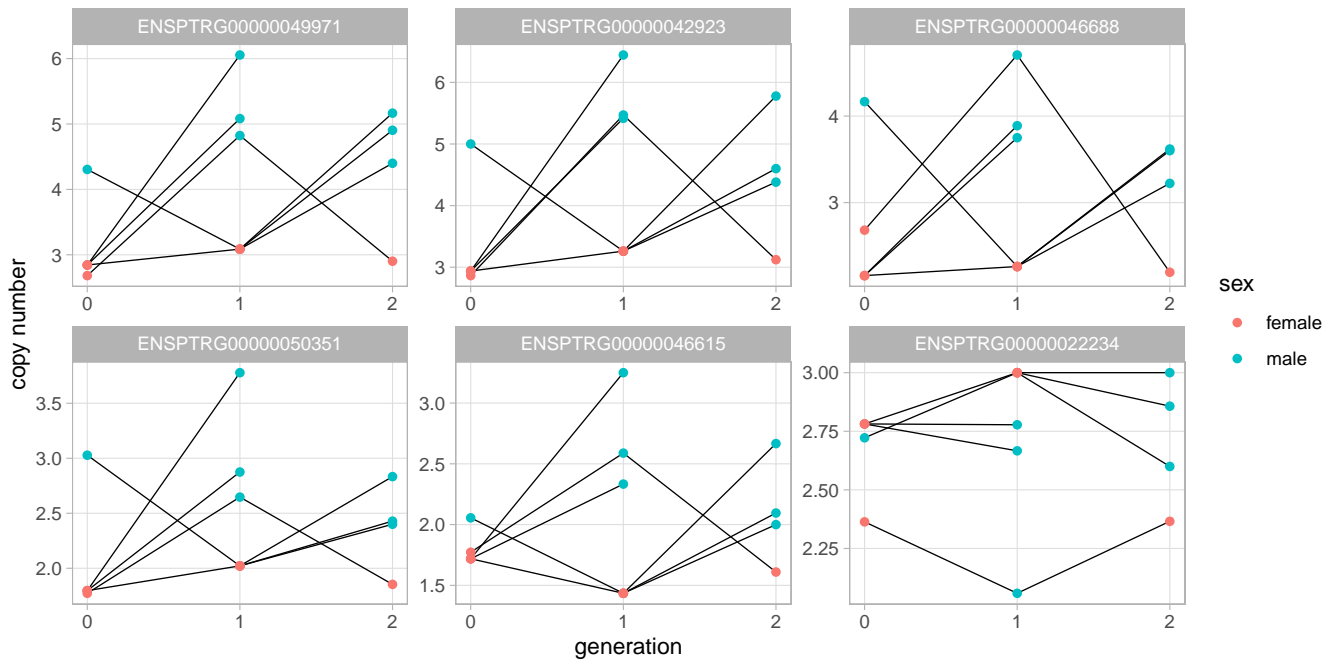 ENSPTRG00000049971 ENSPTRG00000042923 ENSPTRG00000046688
6
5
4
3
6
5
4
3
4
3
0 1 2 0 1 2 0 1 2
copy number
ENSPTRG00000050351 ENSPTRG00000046615 ENSPTRG00000022234
3.5
3.0
2.5
2.0
3.0
2.5
2.0
1.5
3.00
2.75
2.50
2.25
0 1 2 0 1 2 0 1 2
generation
sex
female
male